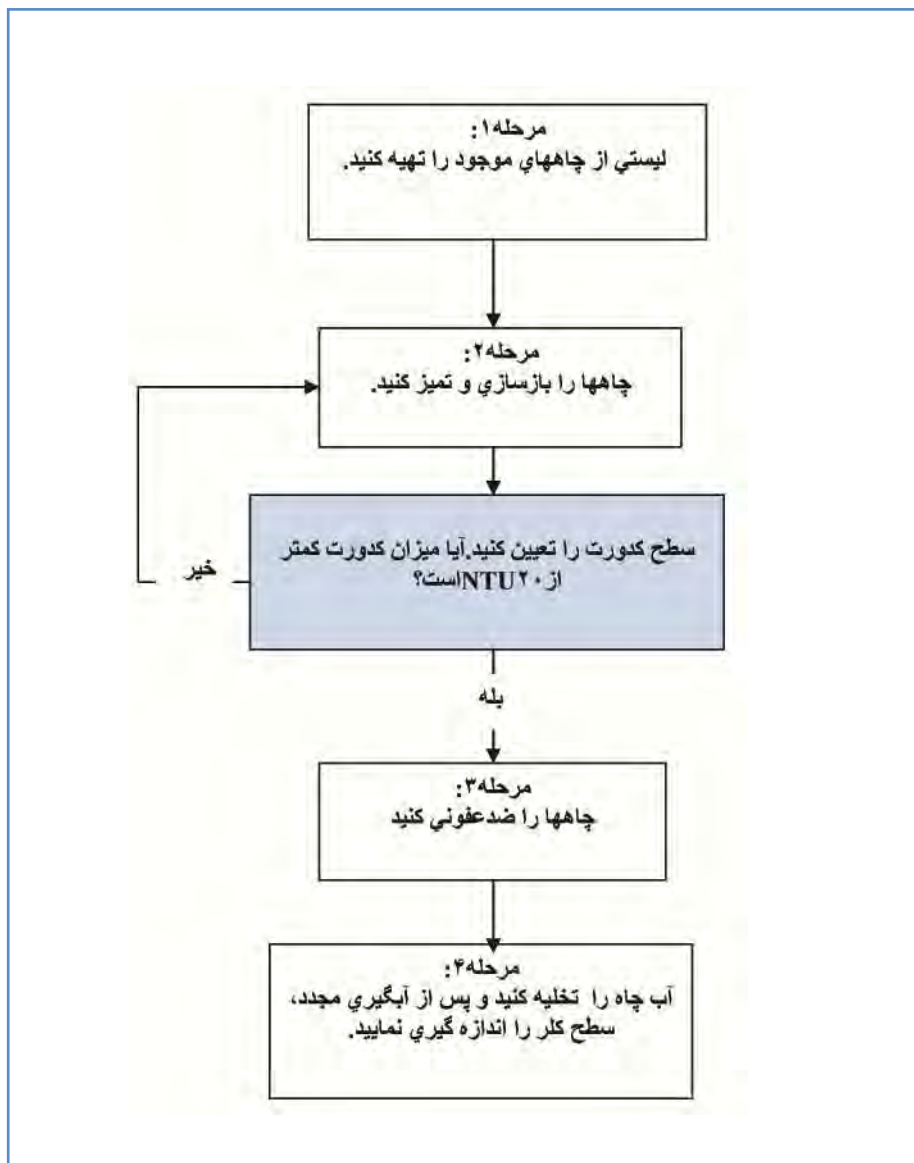 مرحله۱:
ليستي از چاههاي موجود را تهيه كنيد.
مرحله۲:
چاهها را بازسازي و تميز كنيد.
سطح كدورت را تعيين كنيد.آيا ميزان كدورت كمتر
از NTU۲۰است؟
خير
بله
مرحله۳:
چاهها را ضدعفوني كنيد
مرحله۴:
آب چاه را تخليه كنيد و پس از آبگيري مجدد،
سطح كلر را اندازه گيري نماييد.